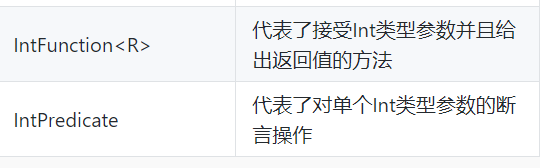 IntFunction<R>
代表了接受Int类型参数并且给
出返回值的方法
IntPredicate
代表了对单个Int类型参数的断
言操作